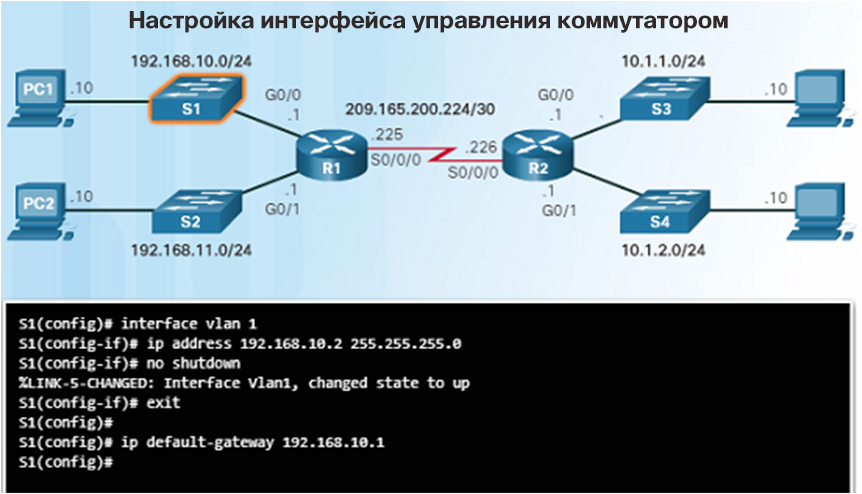 Настройка интерфейса управления коммутатором
192.168.10.0/24
10.1.1.0/24
PC1
.10
S1
G0/0
.1
209.165.200.224/30
.225
S0/0/0
R1
.226
S0/0/0
R2
G0/0
.1
S3
.10
PC2
.10
S2
.1
G0/1
.1
G0/1
S4
.10
192.168.11.0/24
10.1.2.0/24
S1(config)# interface vlan 1
S1(config-if)# ip address 192.168.10.2 255.255.255.0
S1(config-if)# no shutdown
%LINK-5-CHANGED: Interface Vlan1, changed state to up
S1(config-if)# exit
S1(config)#
S1(config)# ip default-gateway 192.168.10.1
S1(config)#